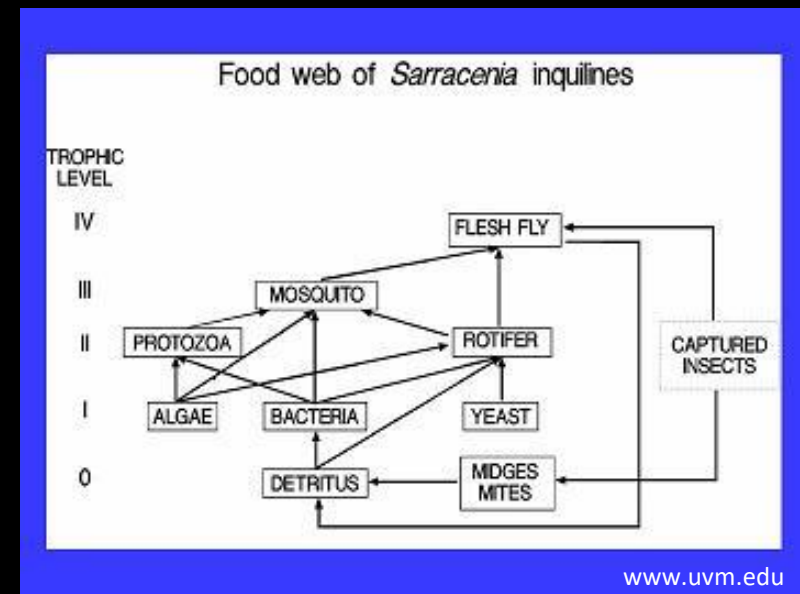 Food web of Sarracenia inquilines
TROPHIC
LEVEL
IV
FLESH FLY
III
MOSQUITO
II
PROTOZOA
ROTIFER
CAPTURED
INSECTS
I
ALGAE
BACTERIA
YEAST
0
DETRITUS
MIDGES
MITES
www.uvm.edu